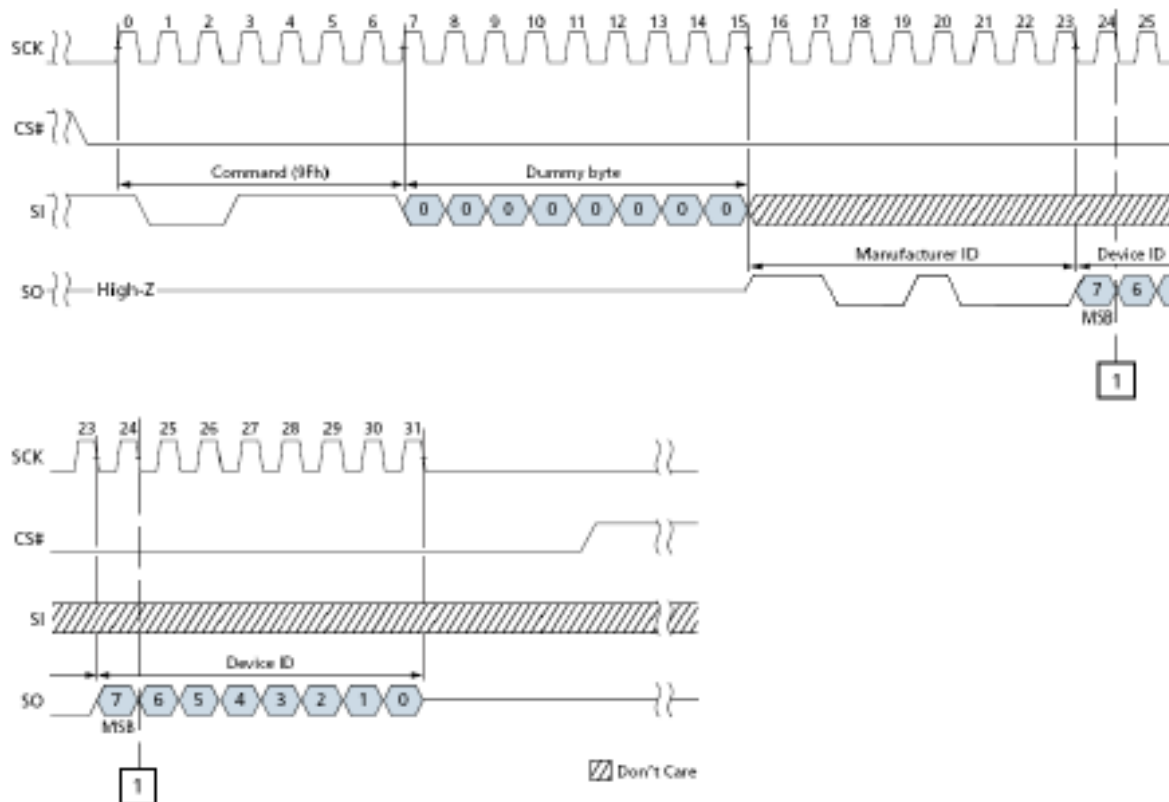 0 1 2 3 4 5 6 7 8 9 10 11 12 13 14 15 16 17 18 19 20 21 22 23 24 25
SCK
CS#
Command (9Fh) Dummy byte
SI 0 0 0 0 0 0 0 0
Manufacturer ID Device ID
SO High-Z 7 6
MSB
1
23 24 25 26 27 28 29 30 31
SCK
CS#
SI
Device ID
SO 7 6 5 4 3 2 1 0
MSB
1
Don"t Care